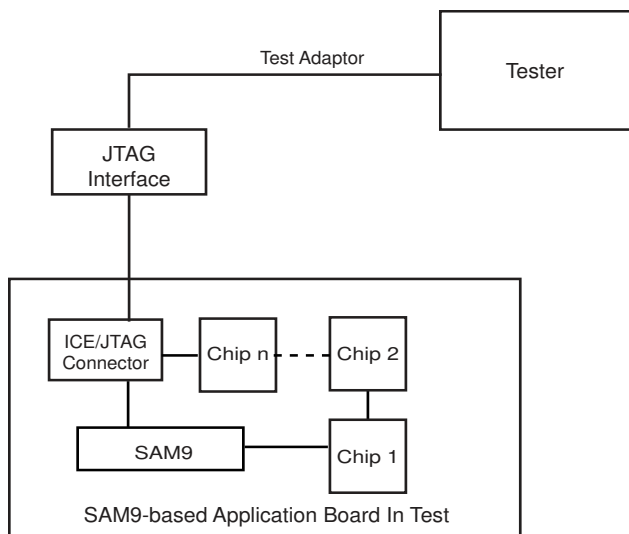 Test Adaptor
Tester
JTAG
Interface
ICE/JTAG
Connector
Chip n
Chip 2
SAM9
Chip 1
SAM9-based Application Board In Test